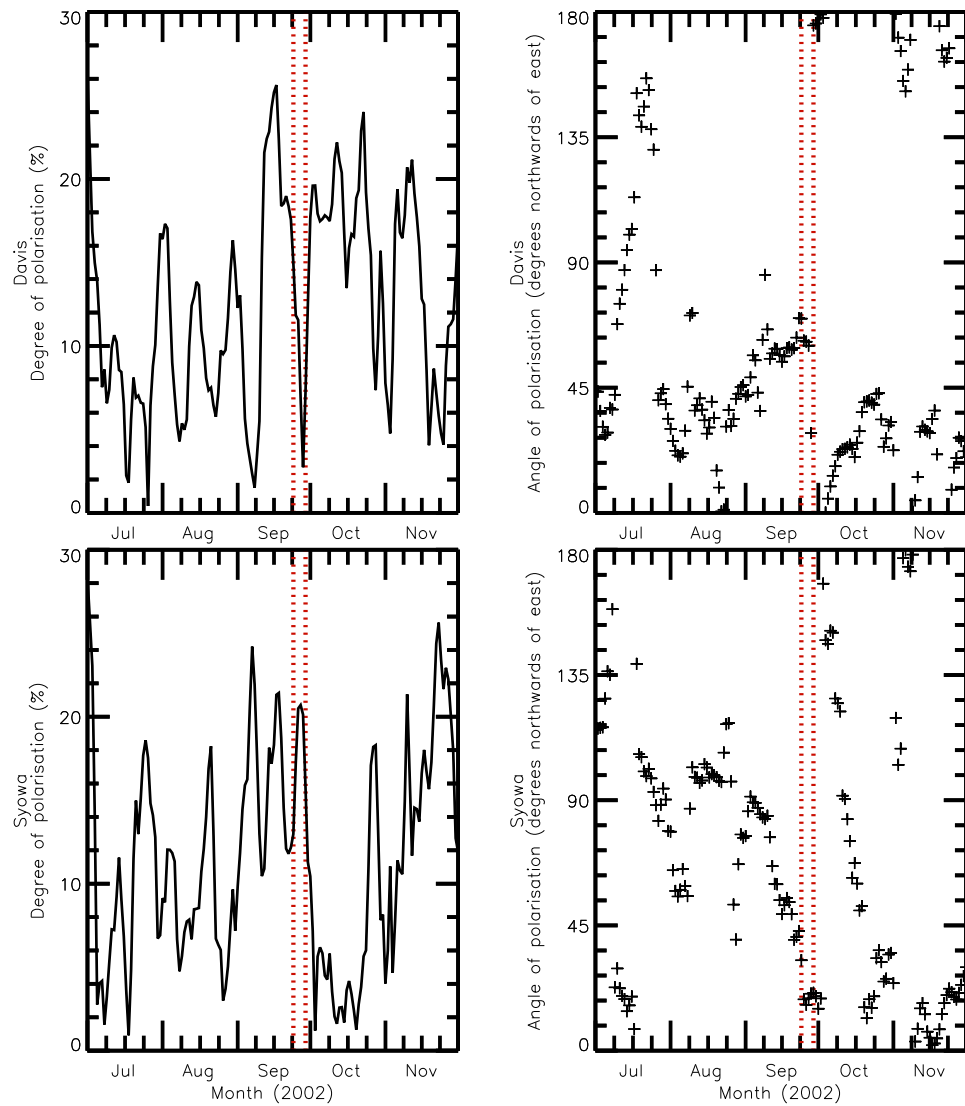 30
20
10
0
Davis
Degree of polarisation (%)
Jul Aug Sep Oct Nov
180
135
90
45
0
Davis
Angle of polarisation (degrees northwards of east)
Jul Aug Sep Oct Nov
30
20
10
0
Syowa
Degree of polarisation (%)
Jul Aug Sep Oct Nov
Month (2002)
180
135
90
45
0
Syowa
Angle of polarisation (degrees northwards of east)
Jul Aug Sep Oct Nov
Month (2002)